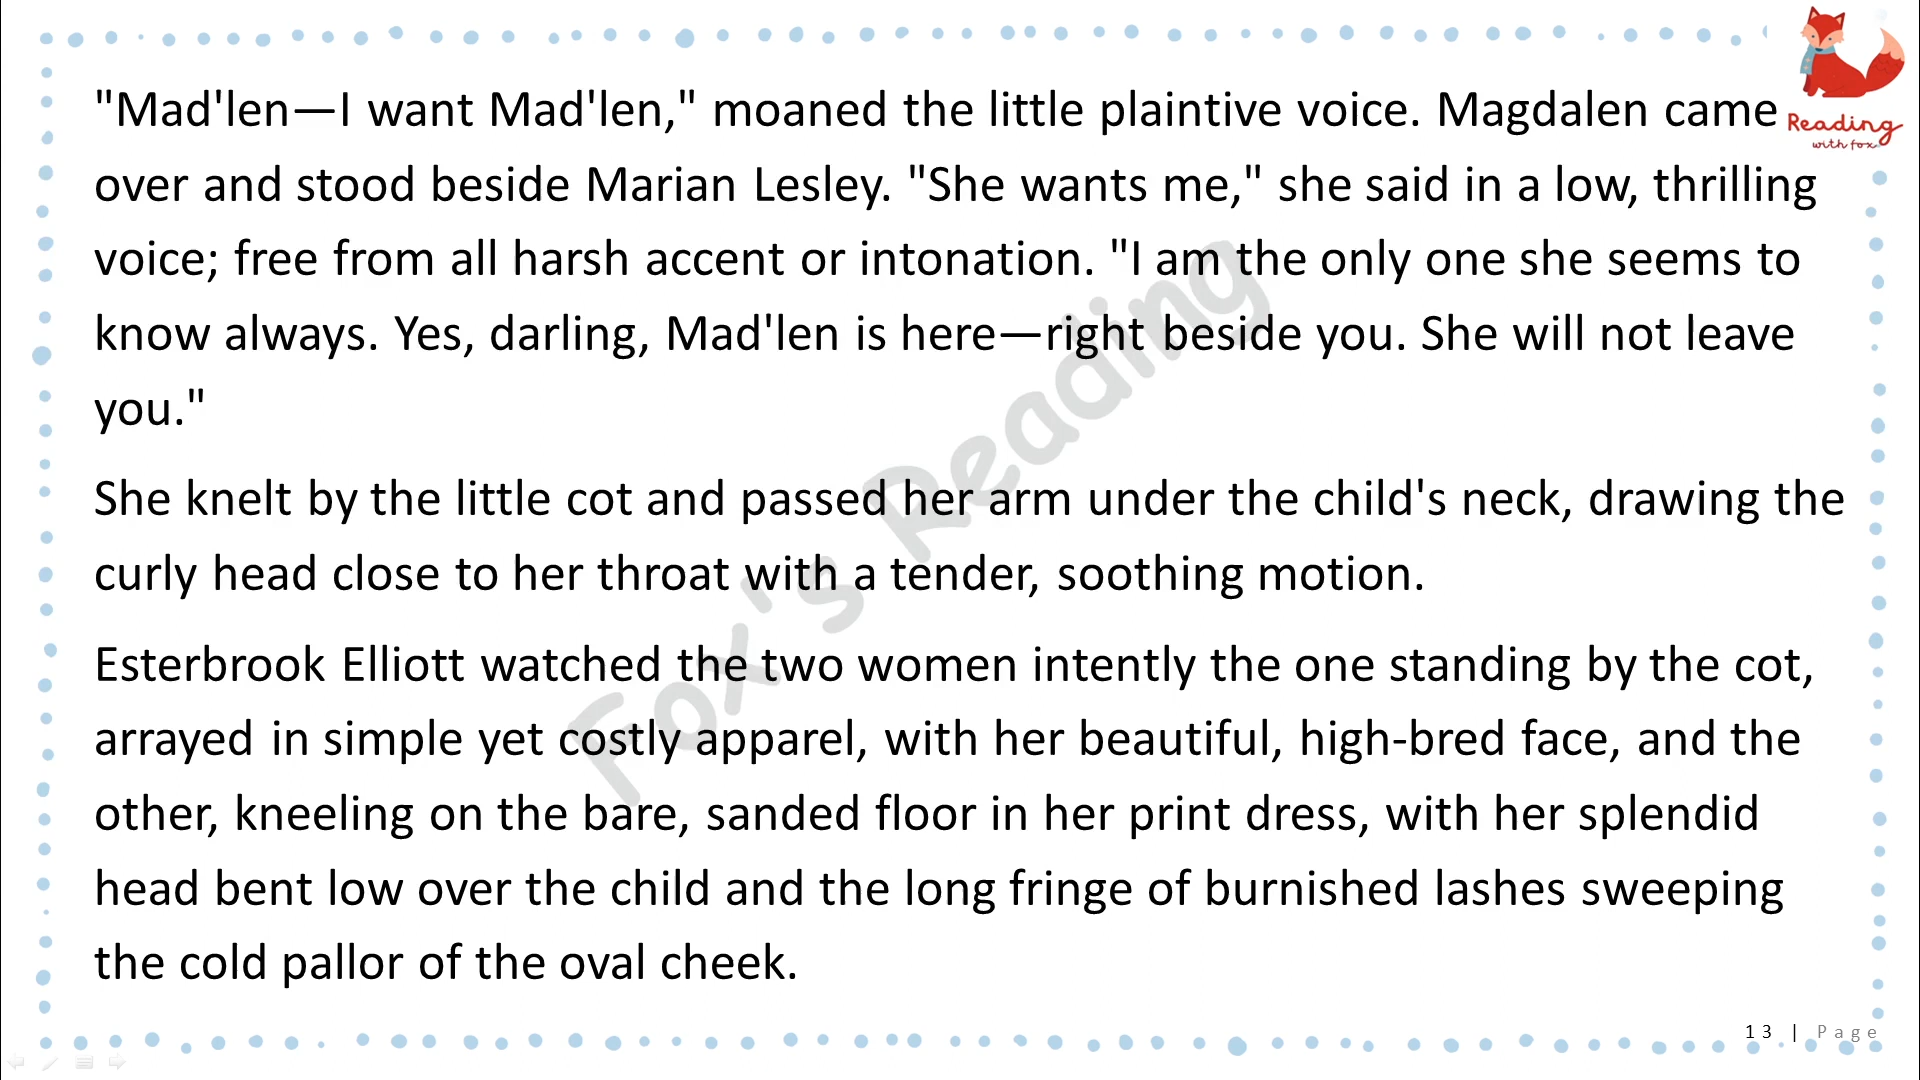 "Mad'len—I want Mad'len," moaned the little plaintive voice. Magdalen came
over and stood beside Marian Lesley. "She wants me," she said in a low, thrilling
voice; free from all harsh accent or intonation. "I am the only one she seems to
know always. Yes, darling, Mad'len is here—right beside you. She will not leave
you."
She knelt by the little cot and passed her arm under the child's neck, drawing the
curly head close to her throat with a tender, soothing motion.
Esterbrook Elliott watched the two women intently the one standing by the cot,
arrayed in simple yet costly apparel, with her beautiful, high-bred face, and the
other, kneeling on the bare, sanded floor in her print dress, with her splendid
head bent low over the child and the long fringe of burnished lashes sweeping
the cold pallor of the oval cheek.
Reading
with fox
Fox's Reading
13 | Page